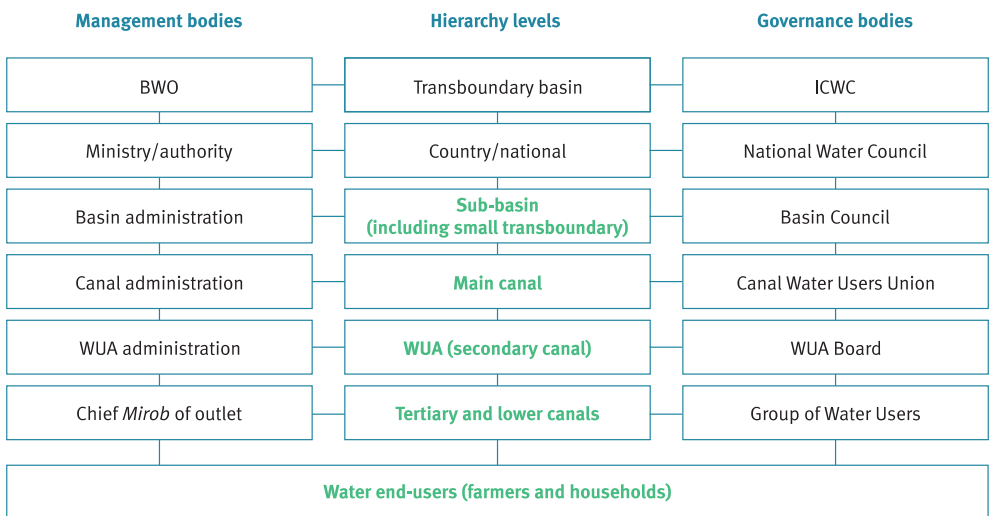 Management bodies
Hierarchy levels
Governance bodies
BWO
Transboundary basin
ICWC
Ministry/authority
Country/national
National Water Council
Basin administration
Sub-basin
(including small transboundary)
Basin Council
Canal administration
Main canal
Canal Water Users Union
WUA administration
WUA (secondary canal)
WUA Board
Chief Mirob of outlet
Tertiary and lower canals
Group of Water Users
Water end-users (farmers and households)